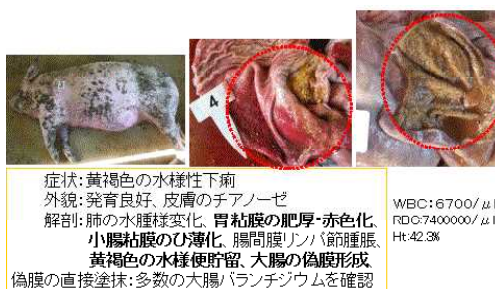 4
症状:黄褐色の水様性下痢
外貌:発育良好、皮膚のチアノーゼ
解剖:肺の水腫様変化、胃粘膜の肥厚・赤色化、
小腸粘膜のひ薄化、腸間膜リンパ節腫脹、
黄褐色の水様便貯留、大腸の偽膜形成
偽膜の直接塗抹:多数の大腸バランチジウムを確認
WBC:6700/μl
RDC:7400000/μl
Ht:42.3%